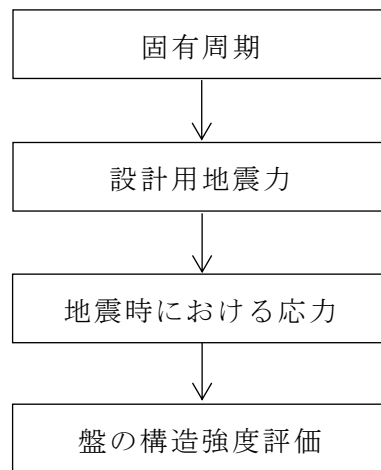 固有周期
設計用地震力
地震時における応力
盤の構造強度評価